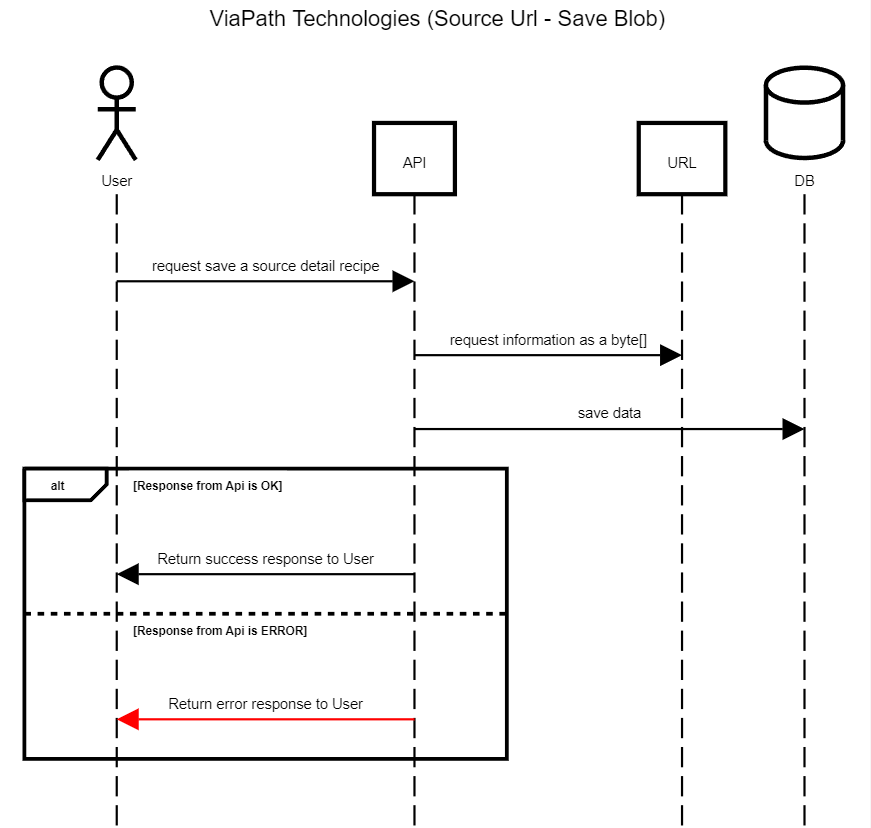 ViaPath Technologies (Source Url - Save Blob)
User
API
URL
DB
request save a source detail recipe
request information as a byte[]
save data
alt
[Response from Api is OK]
Return success response to User
[Response from Api is ERROR]
Return error response to User